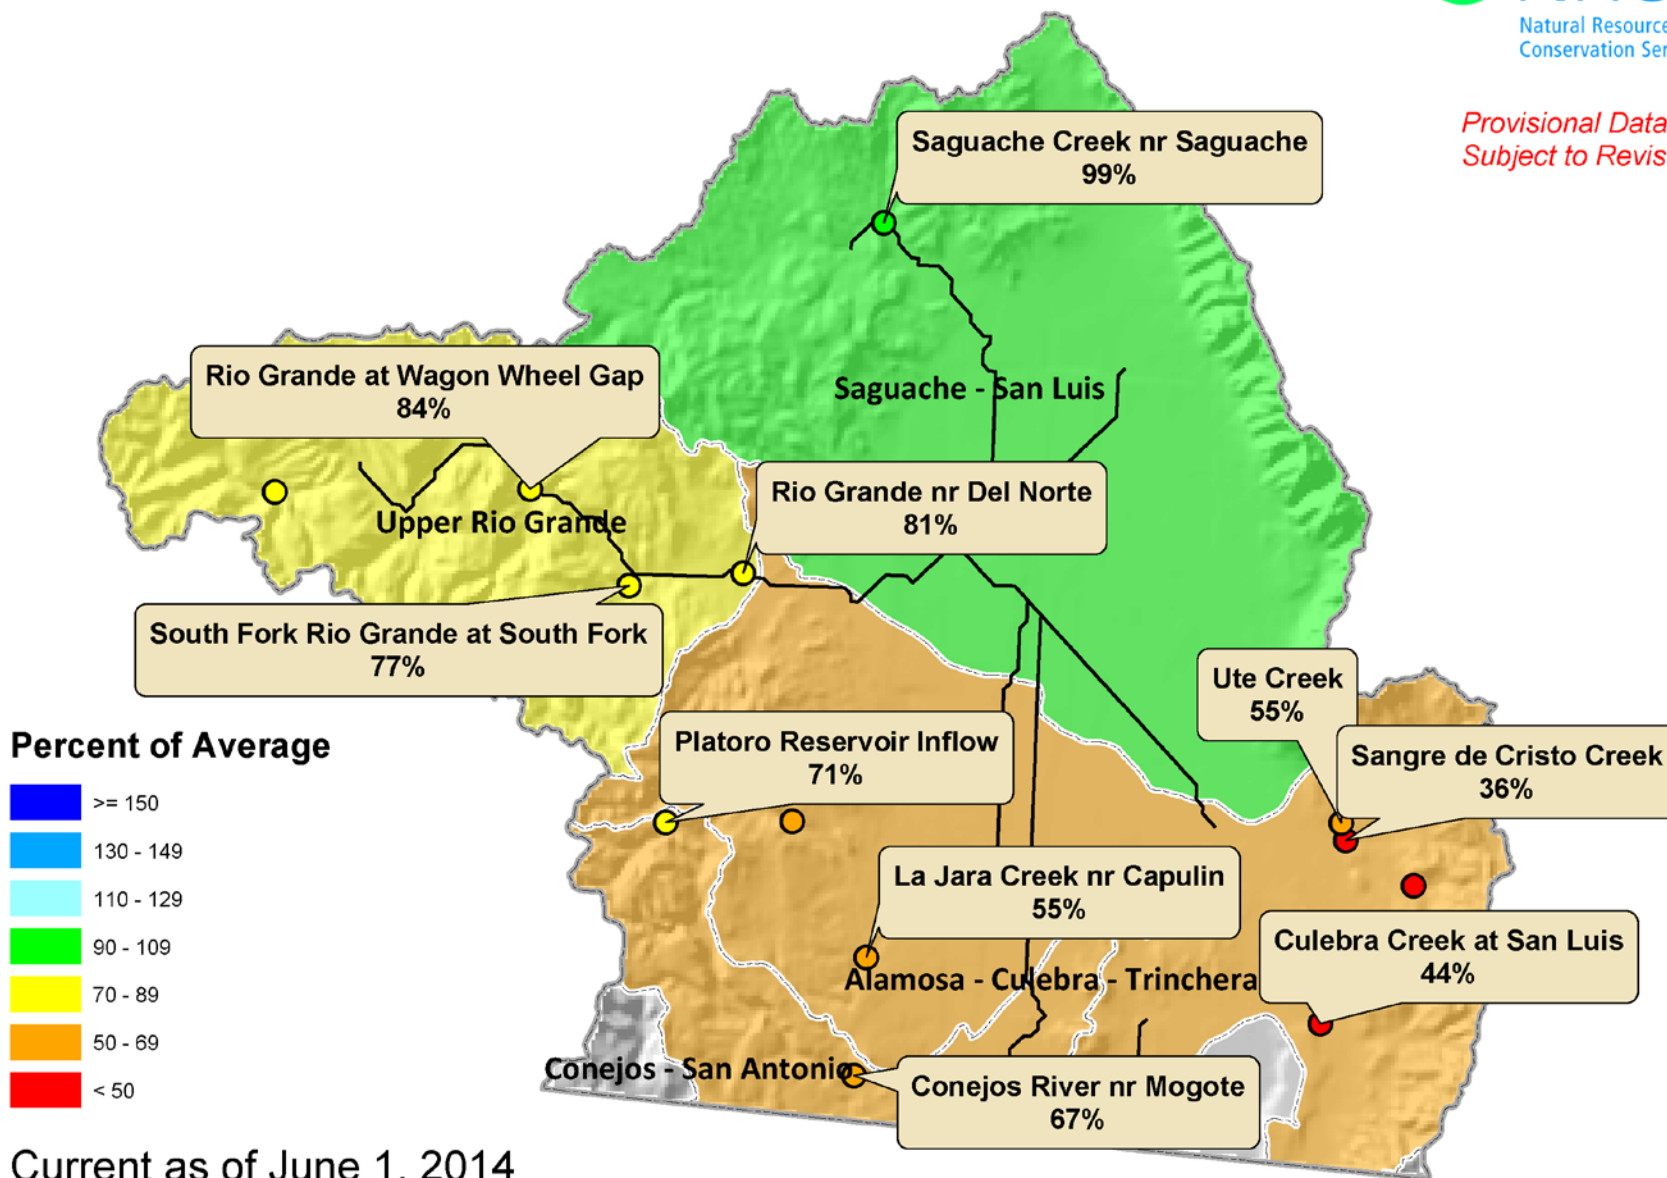 Natural Resource
Conservation Ser
Provisional Data
Subject to Revis
Saguache Creek nr Saguache
99%
Rio Grande at Wagon Wheel Gap
84%
Saguache - San Luis
Rio Grande nr Del Norte
81%
Upper Rio Grande
South Fork Rio Grande at South Fork
77%
Ute Creek
55%
Platoro Reservoir Inflow
71%
Sangre de Cristo Creek
36%
La Jara Creek nr Capulin
55%
Culebra Creek at San Luis
44%
Alamosa - Culebra - Trinchera
Conejos - San Antonio
Conejos River nr Mogote
67%
Percent of Average
>= 150
130 - 149
110 - 129
90 - 109
70 - 89
50 - 69
< 50
Current as of June 1, 2014